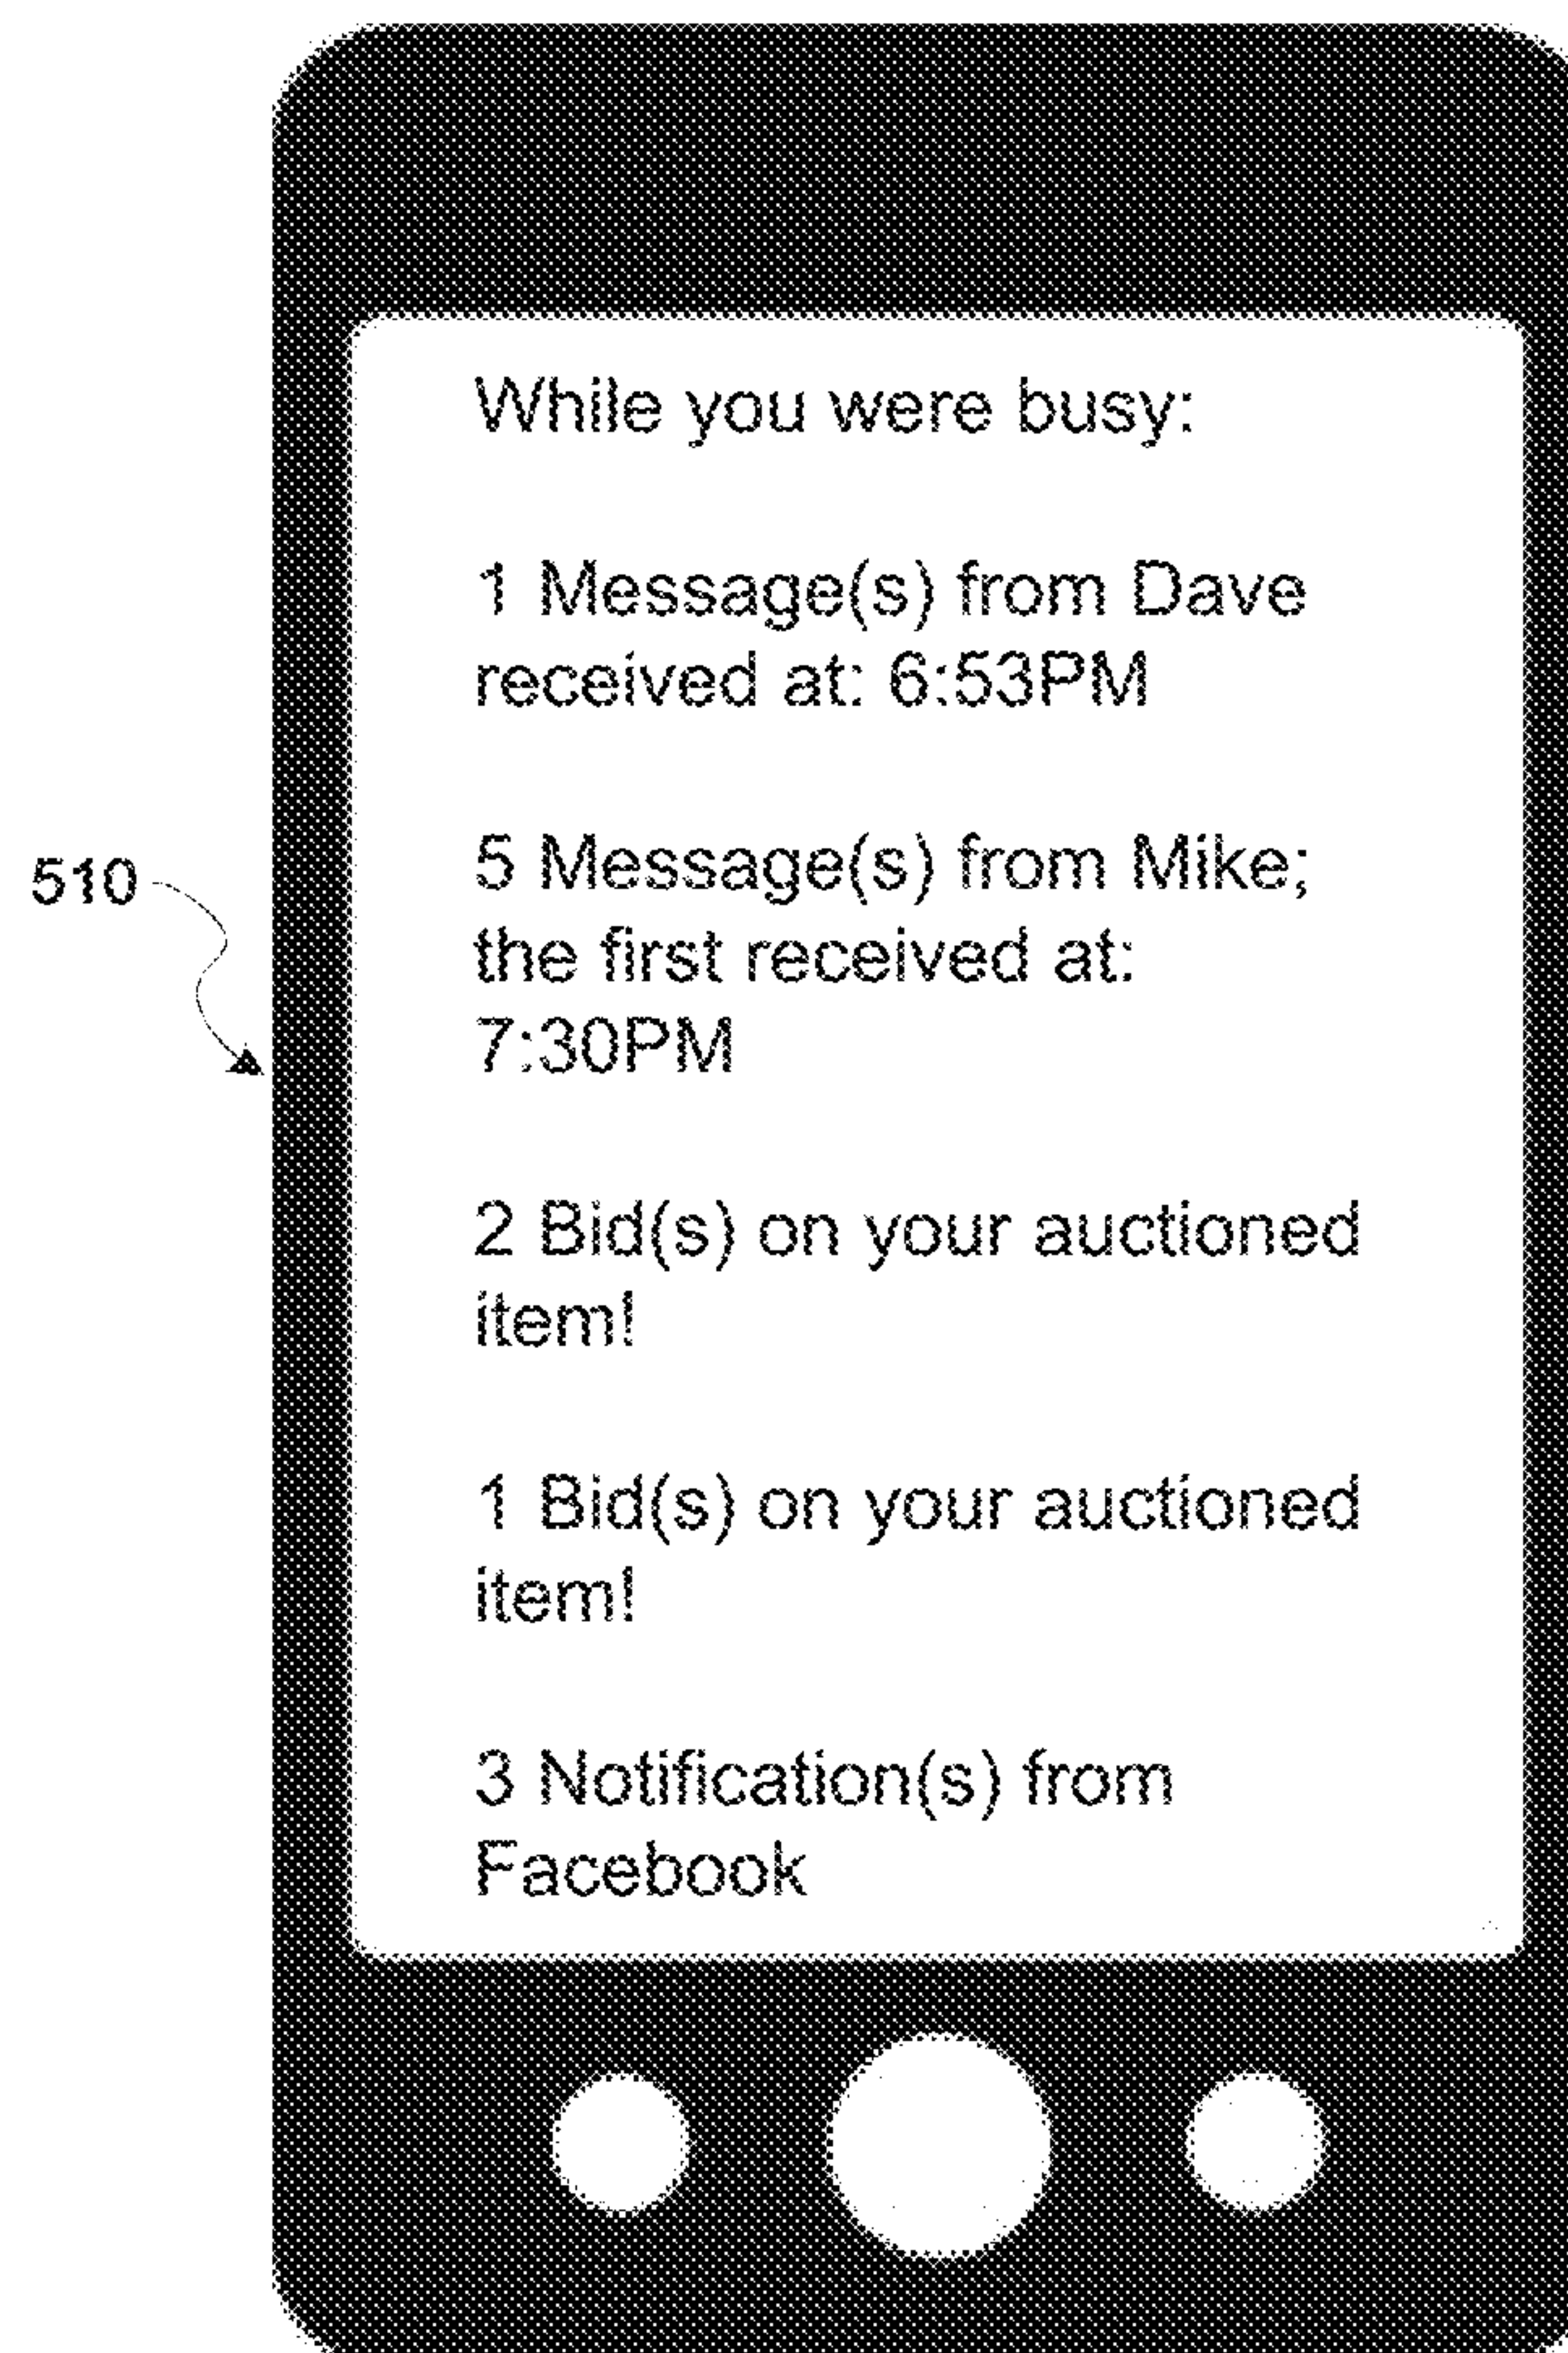 While you were busy:
1 Message(s) from Dave
received at: 6:53PM
5 Message(s) from Mike;
the first received at:
7:30PM
510
2 Bid(s) on your auctioned
item!
1 Bid(s) on your auctioned
item!
3 Notification(s) from
Facebook